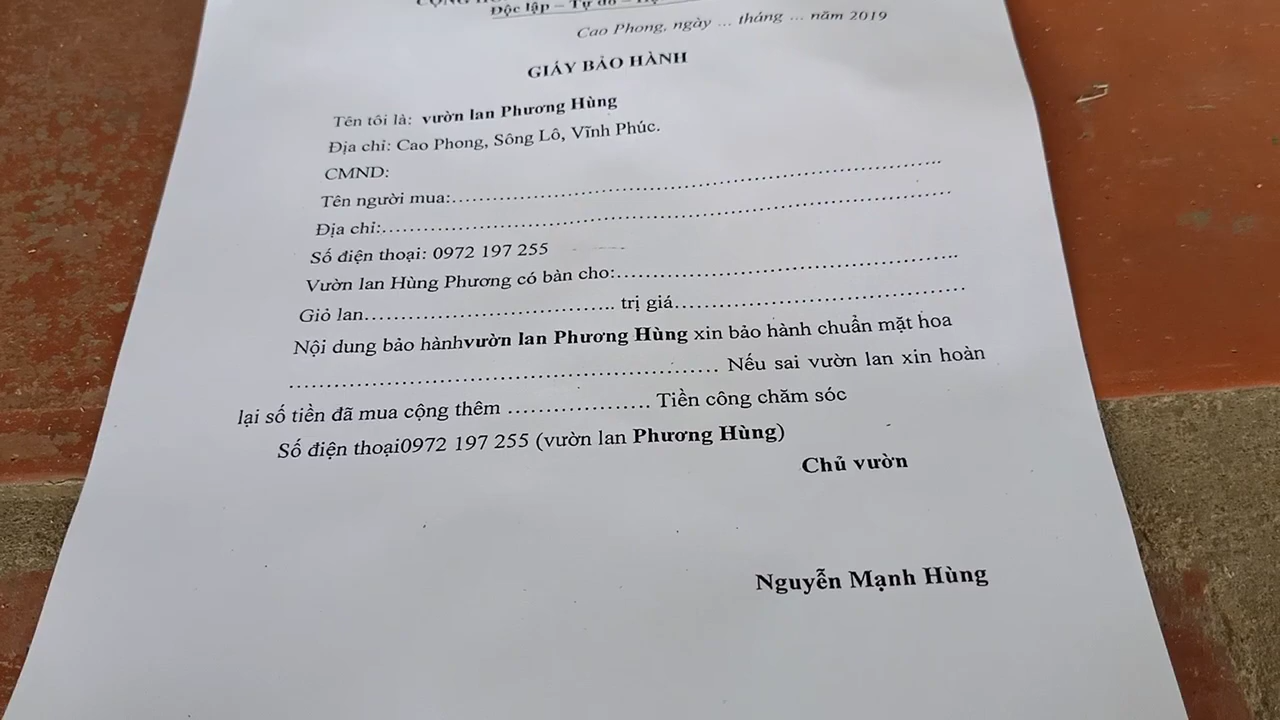 Độc lập – Tự do –
Cao Phong, ngày ... tháng ... năm 2019
GIẤY BẢO HÀNH
Tên tôi là: vườn lan Phương Hùng
Địa chỉ: Cao Phong, Sông Lô, Vĩnh Phúc.
CMND:
Tên người mua:.......................................................................
Địa chỉ:.......................................................................
Số điện thoại: 0972 197 255
Vườn lan Hùng Phương có bàn cho:..................................................
Giỏ lan..................................... trị giá...........................................
Nội dung bảo hànhvườn lan Phương Hùng xin bảo hành chuẩn mặt hoa
............................................................... Nếu sai vườn lan xin hoàn
lại số tiền đã mua cộng thêm ..................... Tiền công chăm sóc
Số điện thoại0972 197 255 (vườn lan Phương Hùng)
Chủ vườn
Nguyễn Mạnh Hùng